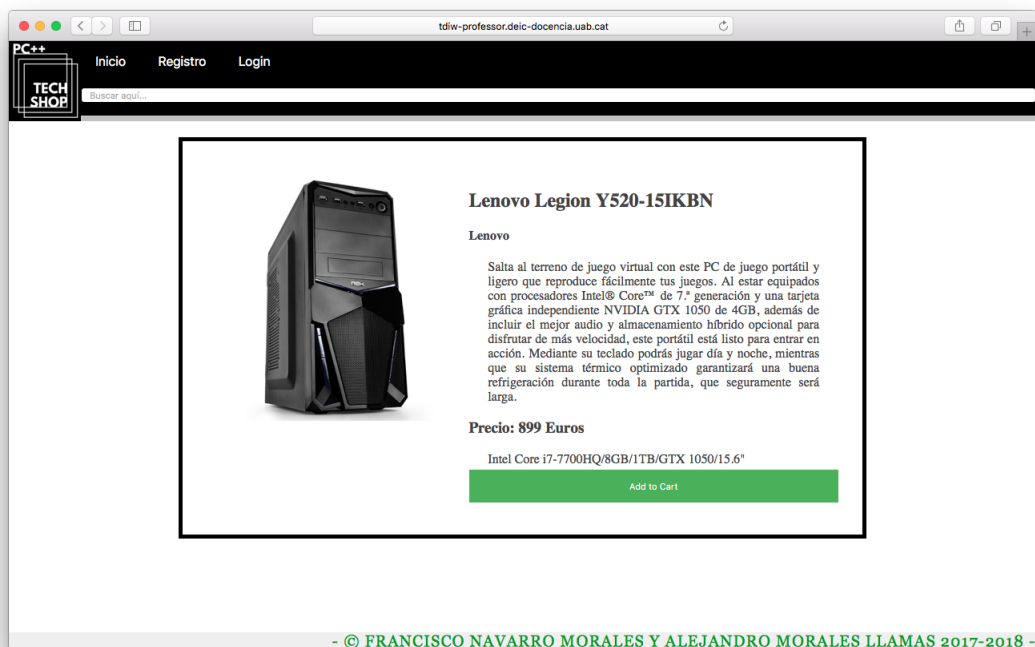 tdiw-professor.deic-docencia.uab.cat
PC++
TECH
SHOP
Inicio Registro Login
Buscar aquí...
Lenovo Legion Y520-15IKBN
Lenovo
Salta al terreno de juego virtual con este PC de juego portátil y
ligero que reproduce fácilmente tus juegos. Al estar equipados
con procesadores Intel® Core™ de 7.ª generación y una tarjeta
gráfica independiente NVIDIA GTX 1050 de 4GB, además de
incluir el mejor audio y almacenamiento híbrido opcional para
disfrutar de más velocidad, este portátil está listo para entrar en
acción. Mediante su teclado podrás jugar día y noche, mientras
que su sistema térmico optimizado garantizará una buena
refrigeración durante toda la partida, que seguramente será
larga.
Precio: 899 Euros
Intel Core i7-7700HQ/8GB/1TB/GTX 1050/15.6"
Add to Cart
- © FRANCISCO NAVARRO MORALES Y ALEJANDRO MORALES LLAMAS 2017-2018 -